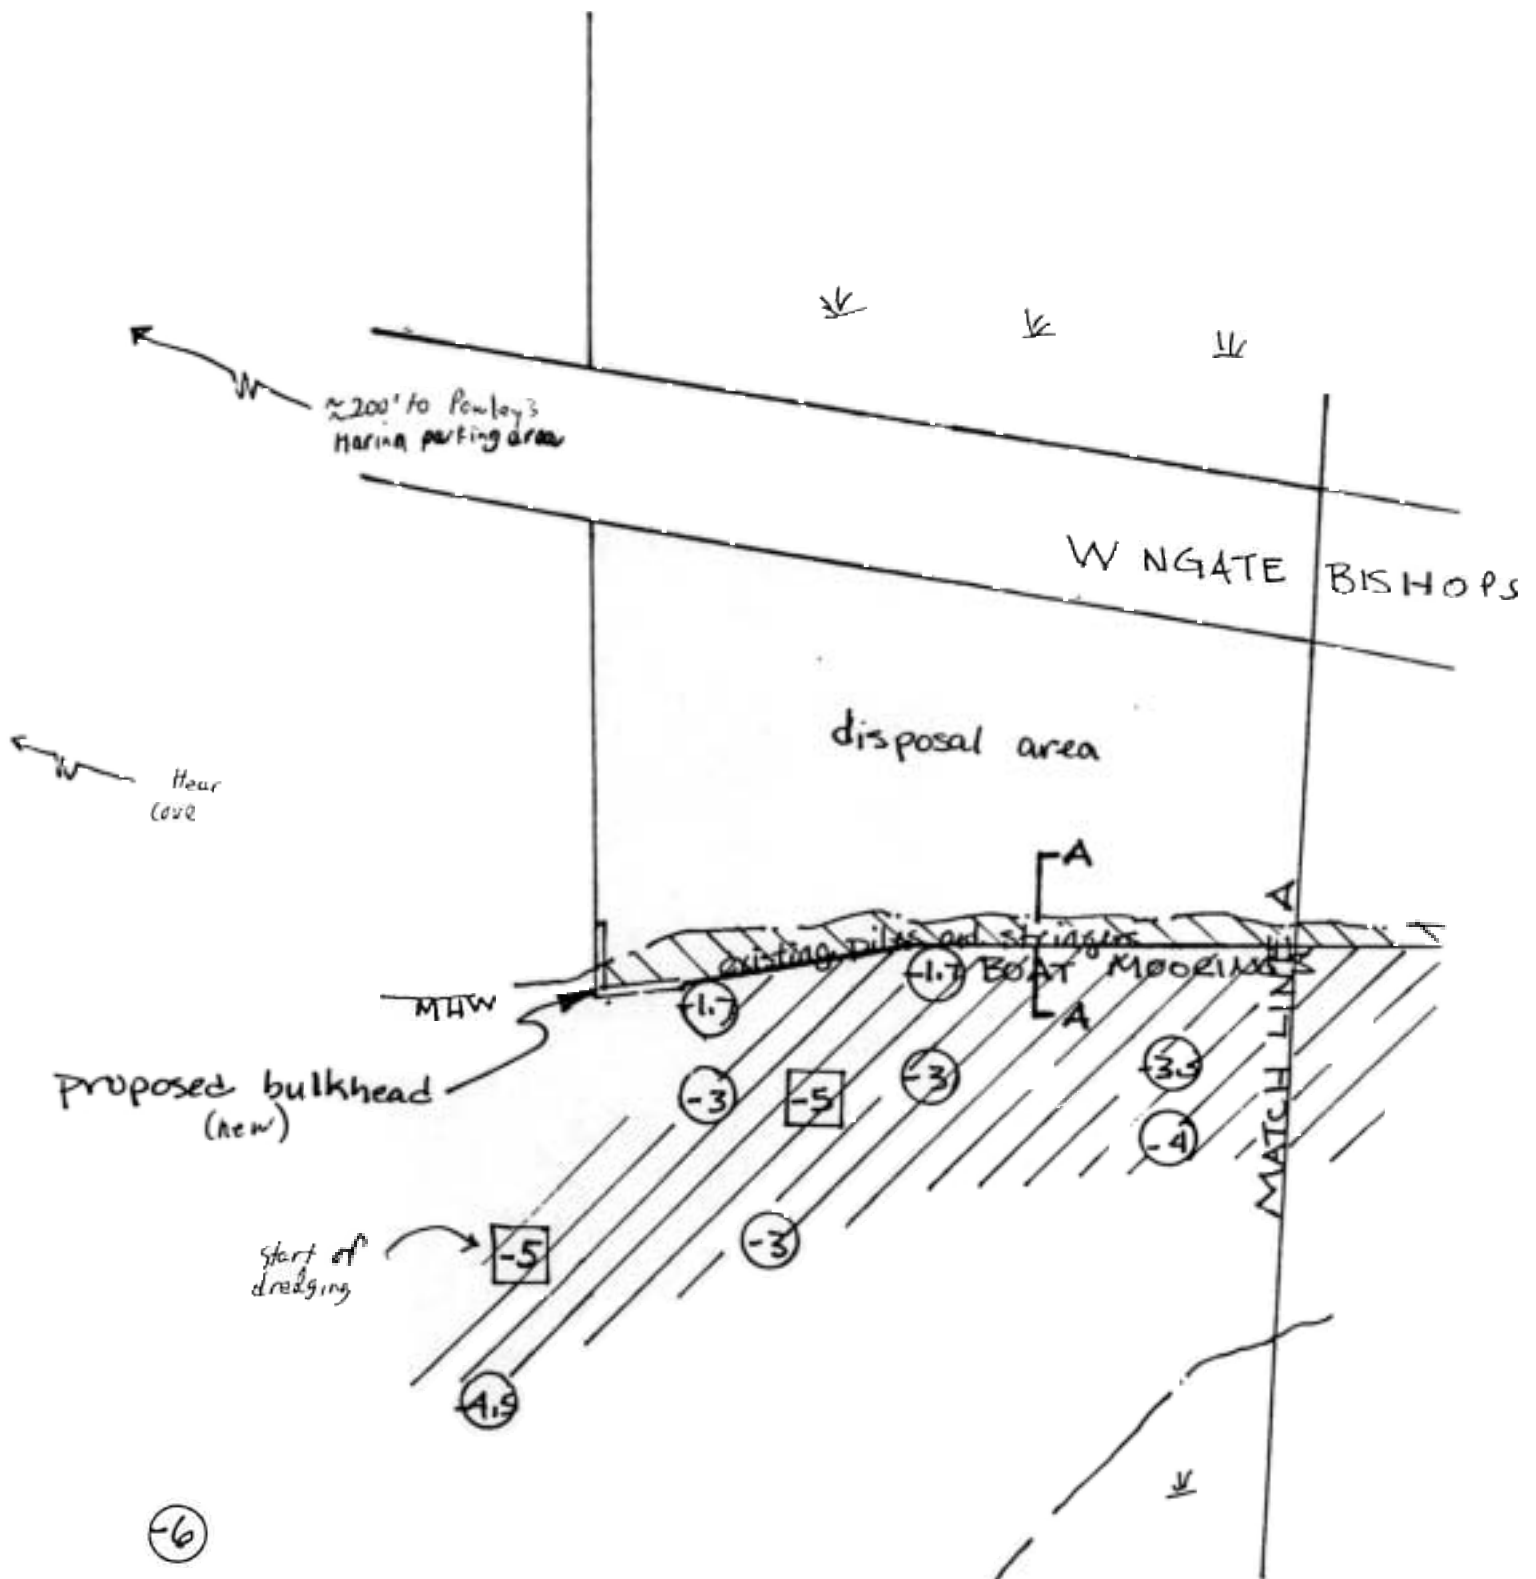 ≈200' to Powley's
Marina parking area
W NGATE BISHOPS
disposal area
Hear
Cove
A
existing piles and stringers
-1.7 BOAT MOORINGS
MHW
-1.7
A
MATCH LINE A
proposed bulkhead
(new)
-3
-5
-3
-3.5
-4
start of
dredging
-5
-3
-4.5
-6